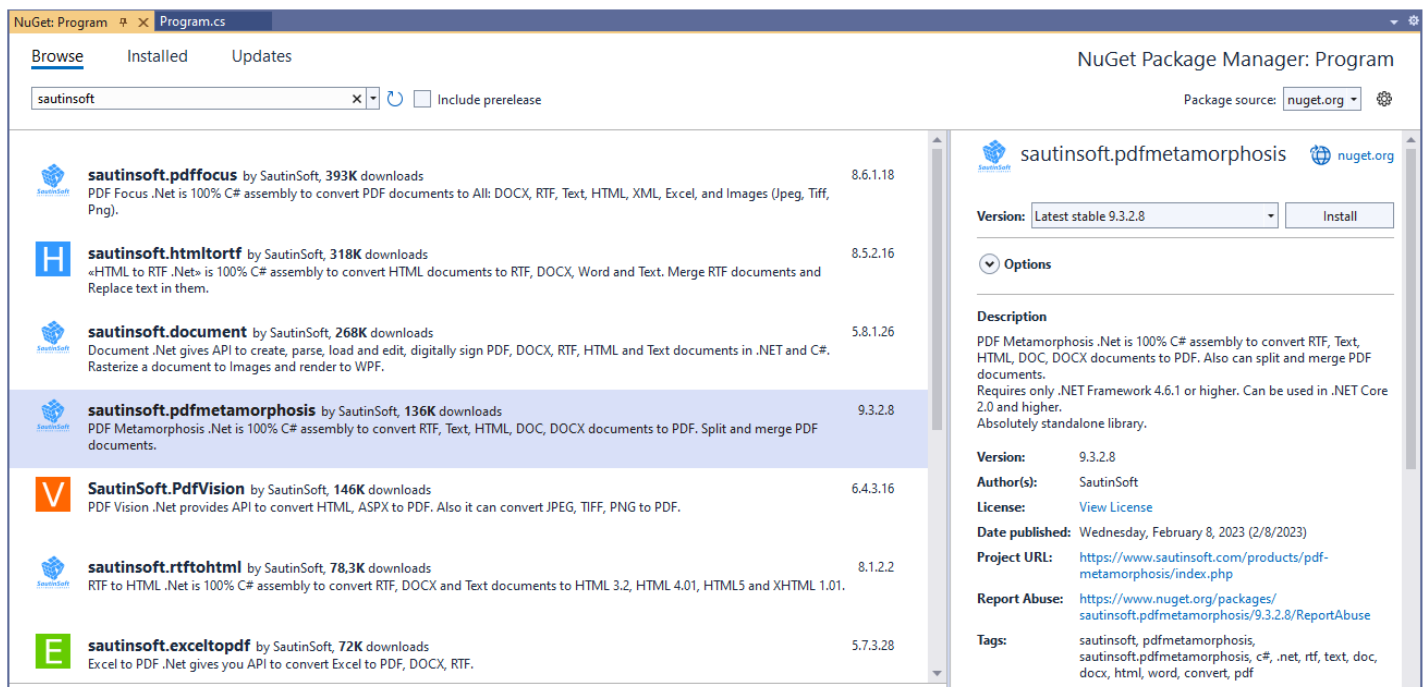 NuGet: Program
Program.cs
Browse
Installed
Updates
NuGet Package Manager: Program
sautinsoft
Include prerelease
Package source:
nuget.org
SautinSoft
sautinsoft.pdffocus by SautinSoft, 393K downloads
8.6.1.18
PDF Focus .Net is 100% C# assembly to convert PDF documents to All: DOCX, RTF, Text, HTML, XML, Excel, and Images (Jpeg, Tiff,
Png).
H
sautinsoft.htmltortf by SautinSoft, 318K downloads
8.5.2.16
«HTML to RTF .Net» is 100% C# assembly to convert HTML documents to RTF, DOCX, Word and Text. Merge RTF documents and
Replace text in them.
SautinSoft
sautinsoft.document by SautinSoft, 268K downloads
5.8.1.26
Document .Net gives API to create, parse, load and edit, digitally sign PDF, DOCX, RTF, HTML and Text documents in .NET and C#.
Rasterize a document to Images and render to WPF.
SautinSoft
sautinsoft.pdfmetamorphosis by SautinSoft, 136K downloads
9.3.2.8
PDF Metamorphosis .Net is 100% C# assembly to convert RTF, Text, HTML, DOC, DOCX documents to PDF. Split and merge PDF
documents.
V
SautinSoft.PdfVision by SautinSoft, 146K downloads
6.4.3.16
PDF Vision .Net provides API to convert HTML, ASPX to PDF. Also it can convert JPEG, TIFF, PNG to PDF.
SautinSoft
sautinsoft.rtftohtml by SautinSoft, 78,3K downloads
8.1.2.2
RTF to HTML .Net is 100% C# assembly to convert RTF, DOCX and Text documents to HTML 3.2, HTML 4.01, HTML5 and XHTML 1.01.
E
sautinsoft.exceltopdf by SautinSoft, 72K downloads
5.7.3.28
Excel to PDF .Net gives you API to convert Excel to PDF, DOCX, RTF.
SautinSoft
sautinsoft.pdfmetamorphosis
nuget.org
Version:
Latest stable 9.3.2.8
Install
Options
Description
PDF Metamorphosis .Net is 100% C# assembly to convert RTF, Text,
HTML, DOC, DOCX documents to PDF. Also can split and merge PDF
documents.
Requires only .NET Framework 4.6.1 or higher. Can be used in .NET Core
2.0 and higher.
Absolutely standalone library.
Version: 9.3.2.8
Author(s): SautinSoft
License: View License
Date published: Wednesday, February 8, 2023 (2/8/2023)
Project URL: https://www.sautinsoft.com/products/pdf-
metamorphosis/index.php
Report Abuse: https://www.nuget.org/packages/
sautinsoft.pdfmetamorphosis/9.3.2.8/ReportAbuse
Tags: sautinsoft, pdfmetamorphosis,
sautinsoft.pdfmetamorphosis, c#, .net, rtf, text, doc,
docx, html, word, convert, pdf